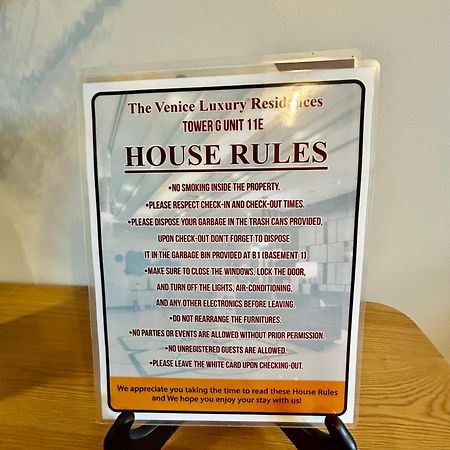 The Venice Luxury Residences
TOWER G UNIT 11E
HOUSE RULES
•NO SMOKING INSIDE THE PROPERTY.
•PLEASE RESPECT CHECK-IN AND CHECK-OUT TIMES.
•PLEASE DISPOSE YOUR GARBAGE IN THE TRASH CANS PROVIDED,
UPON CHECK-OUT DON'T FORGET TO DISPOSE
IT IN THE GARBAGE BIN PROVIDED AT B1 (BASEMENT 1)
•MAKE SURE TO CLOSE THE WINDOWS, LOCK THE DOOR,
AND TURN OFF THE LIGHTS, AIR-CONDITIONING,
AND ANY OTHER ELECTRONICS BEFORE LEAVING.
•DO NOT REARRANGE THE FURNITURES.
•NO PARTIES OR EVENTS ARE ALLOWED WITHOUT PRIOR PERMISSION.
•NO UNREGISTERED GUESTS ARE ALLOWED.
•PLEASE LEAVE THE WHITE CARD UPON CHECKING-OUT.
We appreciate you taking the time to read these House Rules
and We hope you enjoy your stay with us!